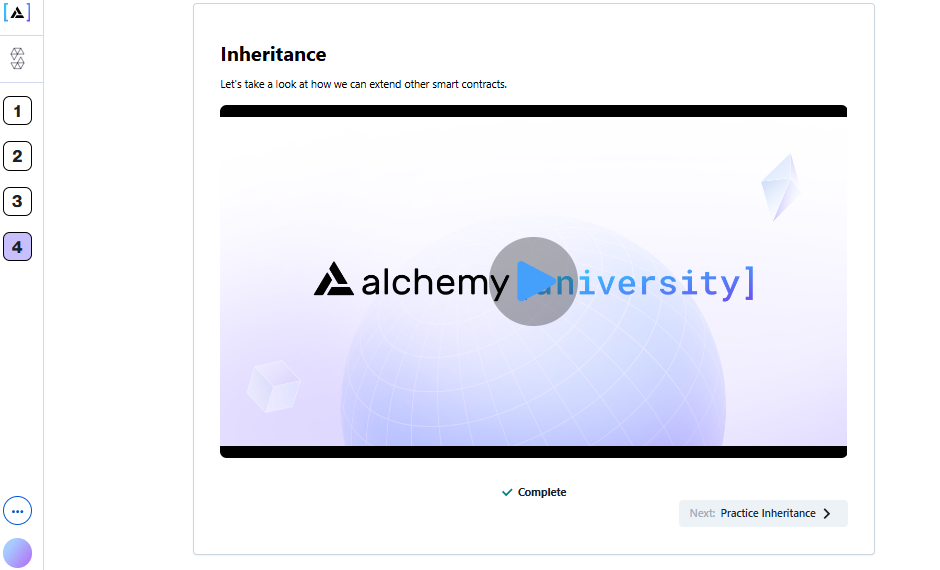 [ ]
1
2
3
4
Inheritance
Let's take a look at how we can extend other smart contracts.
alchemy [university]
Complete
Next: Practice Inheritance